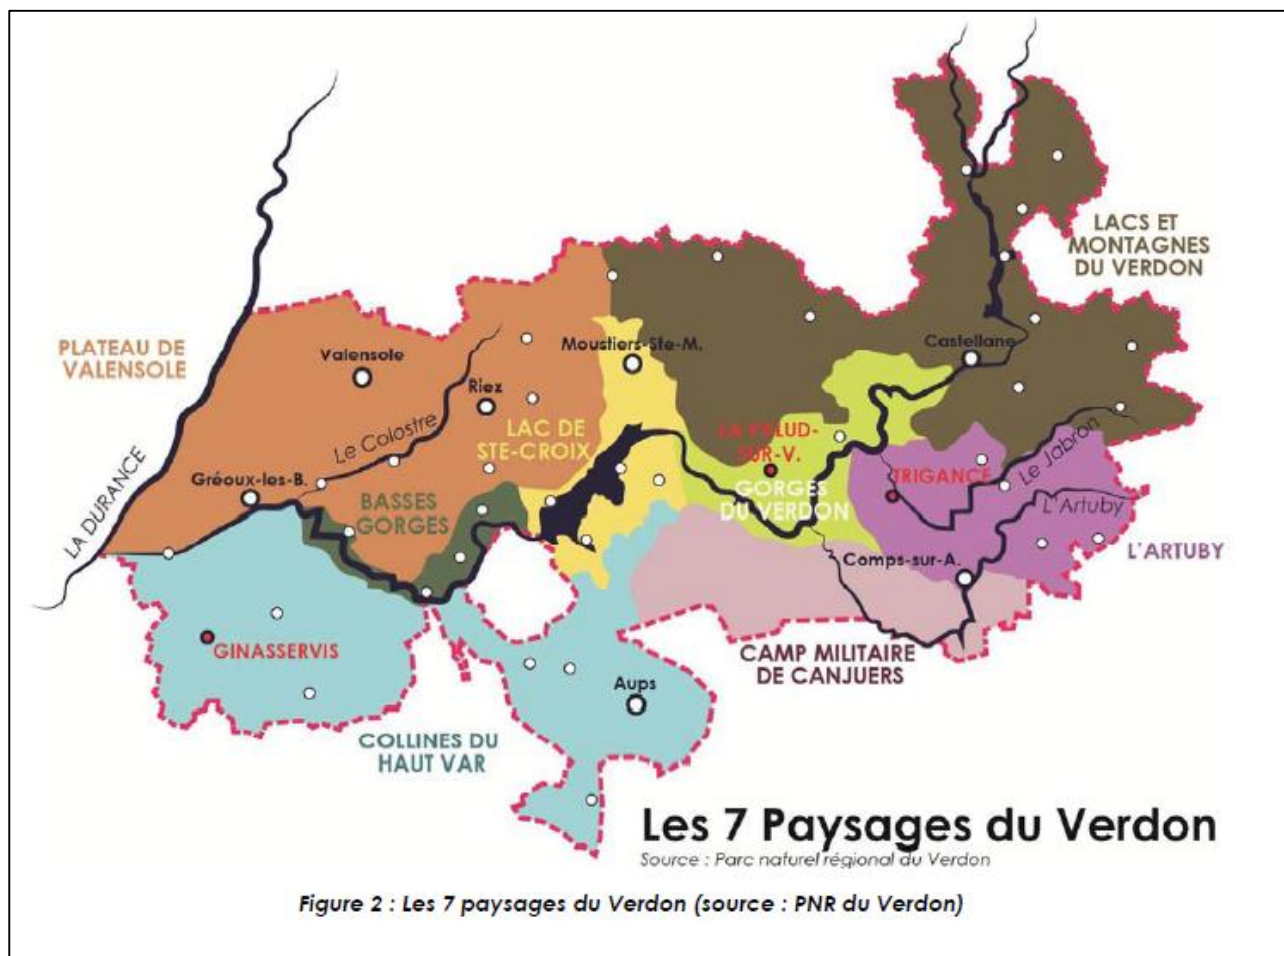 LACS ET
MONTAGNES
DU VERDON
PLATEAU DE
VALENSOLE
Valensole
Moustiers-Ste-M.
Castellane
Riez
Le Colostre
LAC DE
STE-CROIX
LA PALUD-
SUR-V.
Gréoux-les-B.
BASSES
GORGES
GORGES
DU VERDON
TRIGANCE
Le Jabron
L'Artuby
LA DURANCE
Comps-sur-A.
L'ARTUBY
GINASSERVIS
CAMP MILITAIRE
DE CANJUERS
Aups
COLLINES DU
HAUT VAR
Les 7 Paysages du Verdon
Source : Parc naturel régional du Verdon
Figure 2 : Les 7 paysages du Verdon (source : PNR du Verdon)